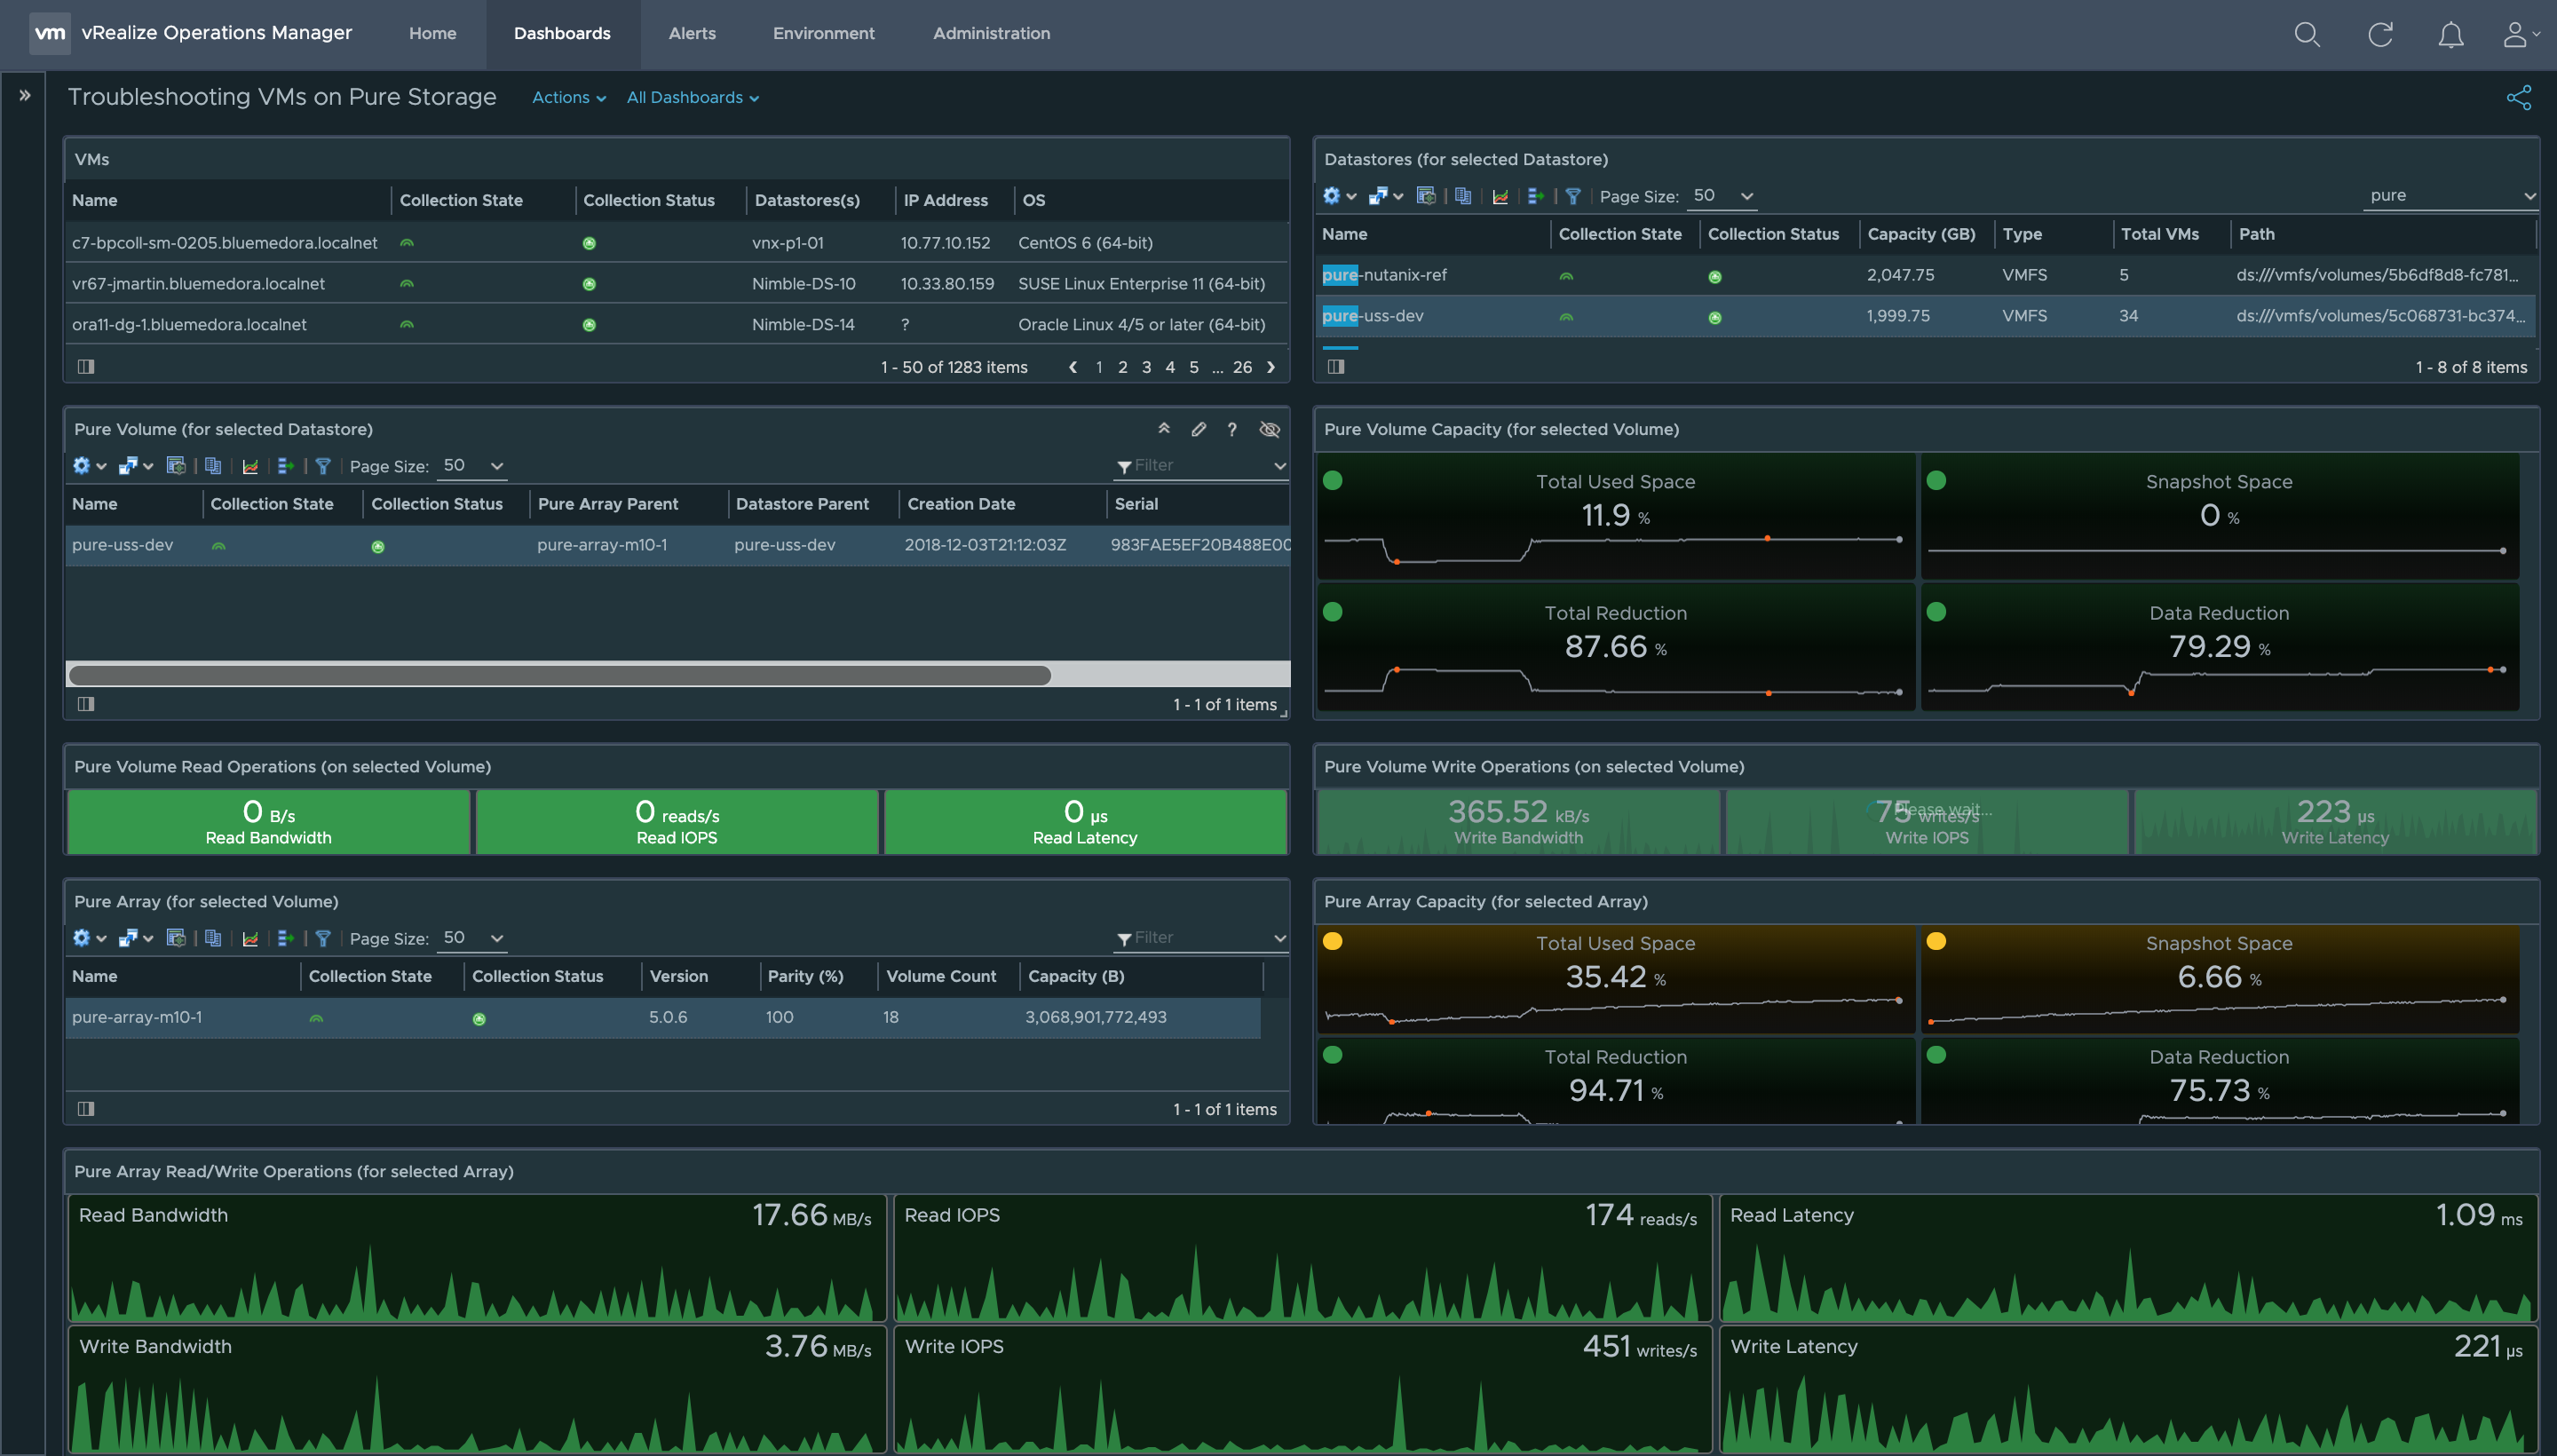 vm vRealize Operations Manager Home Dashboards Alerts Environment Administration
Troubleshooting VMs on Pure Storage Actions All Dashboards
VMs
Name Collection State Collection Status Datastores(s) IP Address OS
c7-bpcoll-sm-0205.bluemedora.localnet vnx-p1-01 10.77.10.152 CentOS 6 (64-bit)
vr67-jmartin.bluemedora.localnet Nimble-DS-10 10.33.80.159 SUSE Linux Enterprise 11 (64-bit)
ora11-dg-1.bluemedora.localnet Nimble-DS-14 ? Oracle Linux 4/5 or later (64-bit)
1 - 50 of 1283 items 1 2 3 4 5 ... 26
Datastores (for selected Datastore)
Page Size: 50 pure
Name Collection State Collection Status Capacity (GB) Type Total VMs Path
pure-nutanix-ref 2,047.75 VMFS 5 ds:///vmfs/volumes/5b6df8d8-fc781...
pure-uss-dev 1,999.75 VMFS 34 ds:///vmfs/volumes/5c068731-bc374...
1 - 8 of 8 items
Pure Volume (for selected Datastore)
Page Size: 50 Filter
Name Collection State Collection Status Pure Array Parent Datastore Parent Creation Date Serial
pure-uss-dev pure-array-m10-1 pure-uss-dev 2018-12-03T21:12:03Z 983FAE5EF20B488E00
1 - 1 of 1 items
Pure Volume Capacity (for selected Volume)
Total Used Space
11.9 %
Snapshot Space
0 %
Total Reduction
87.66 %
Data Reduction
79.29 %
Pure Volume Read Operations (on selected Volume)
0 B/s
Read Bandwidth
0 reads/s
Read IOPS
0 µs
Read Latency
Pure Volume Write Operations (on selected Volume)
365.52 kB/s
Write Bandwidth
Please wait...
75 writes/s
Write IOPS
223 µs
Write Latency
Pure Array (for selected Volume)
Page Size: 50 Filter
Name Collection State Collection Status Version Parity (%) Volume Count Capacity (B)
pure-array-m10-1 5.0.6 100 18 3,068,901,772,493
1 - 1 of 1 items
Pure Array Capacity (for selected Array)
Total Used Space
35.42 %
Snapshot Space
6.66 %
Total Reduction
94.71 %
Data Reduction
75.73 %
Pure Array Read/Write Operations (for selected Array)
Read Bandwidth 17.66 MB/s
Read IOPS 174 reads/s
Read Latency 1.09 ms
Write Bandwidth 3.76 MB/s
Write IOPS 451 writes/s
Write Latency 221 µs